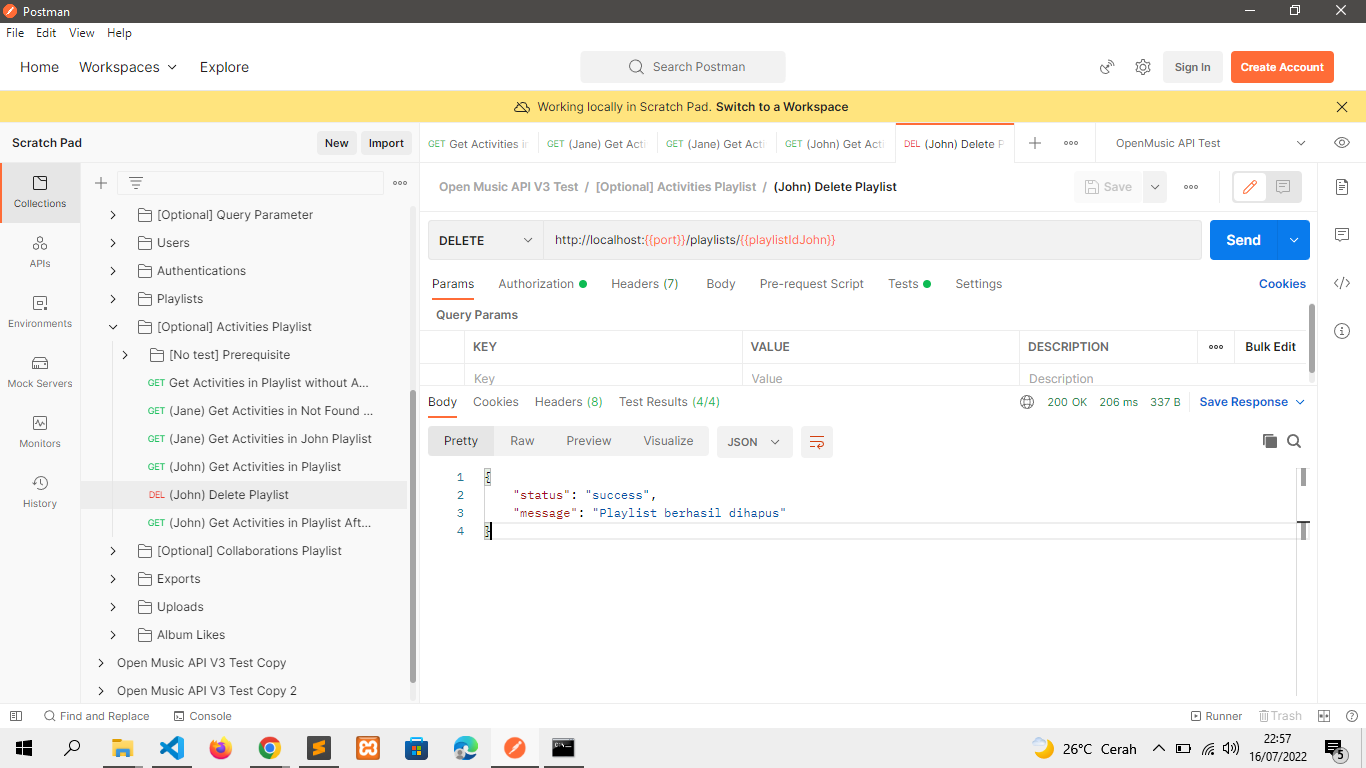 Postman
File Edit View Help
Home Workspaces Explore Search Postman Sign In Create Account
Working locally in Scratch Pad. Switch to a Workspace
Scratch Pad New Import
GET Get Activities in
GET (Jane) Get Acti
GET (Jane) Get Acti
GET (John) Get Acti
DEL (John) Delete P
OpenMusic API Test
Collections
APIs
Environments
Mock Servers
Monitors
History
[Optional] Query Parameter
Users
Authentications
Playlists
[Optional] Activities Playlist
[No test] Prerequisite
GET Get Activities in Playlist without A...
GET (Jane) Get Activities in Not Found ...
GET (Jane) Get Activities in John Playlist
GET (John) Get Activities in Playlist
DEL (John) Delete Playlist
GET (John) Get Activities in Playlist Aft...
[Optional] Collaborations Playlist
Exports
Uploads
Album Likes
Open Music API V3 Test Copy
Open Music API V3 Test Copy 2
Open Music API V3 Test / [Optional] Activities Playlist / (John) Delete Playlist Save
DELETE http://localhost:{{port}}/playlists/{{playlistIdJohn}} Send
Params Authorization Headers (7) Body Pre-request Script Tests Settings Cookies
Query Params
KEY VALUE DESCRIPTION Bulk Edit
Key Value Description
Body Cookies Headers (8) Test Results (4/4) 200 OK 206 ms 337 B Save Response
Pretty Raw Preview Visualize JSON
1 {
2 "status": "success",
3 "message": "Playlist berhasil dihapus"
4 }
Find and Replace Console Runner Trash
26°C Cerah 22:57
16/07/2022
5